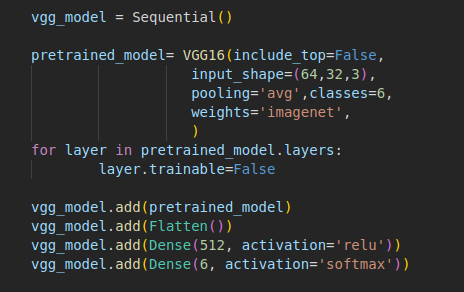 vgg_model = Sequential()
pretrained_model= VGG16(include_top=False,
input_shape=(64,32,3),
pooling='avg',classes=6,
weights='imagenet',
)
for layer in pretrained_model.layers:
layer.trainable=False
vgg_model.add(pretrained_model)
vgg_model.add(Flatten())
vgg_model.add(Dense(512, activation='relu'))
vgg_model.add(Dense(6, activation='softmax'))